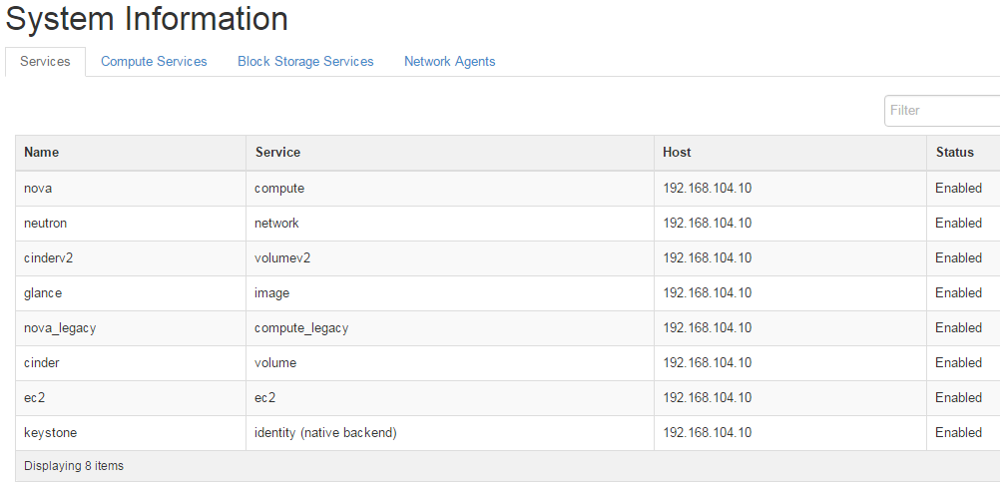 System Information
Services Compute Services Block Storage Services Network Agents
Filter
Name Service Host Status
nova compute 192.168.104.10 Enabled
neutron network 192.168.104.10 Enabled
cinderv2 volumev2 192.168.104.10 Enabled
glance image 192.168.104.10 Enabled
nova_legacy compute_legacy 192.168.104.10 Enabled
cinder volume 192.168.104.10 Enabled
ec2 ec2 192.168.104.10 Enabled
keystone identity (native backend) 192.168.104.10 Enabled
Displaying 8 items